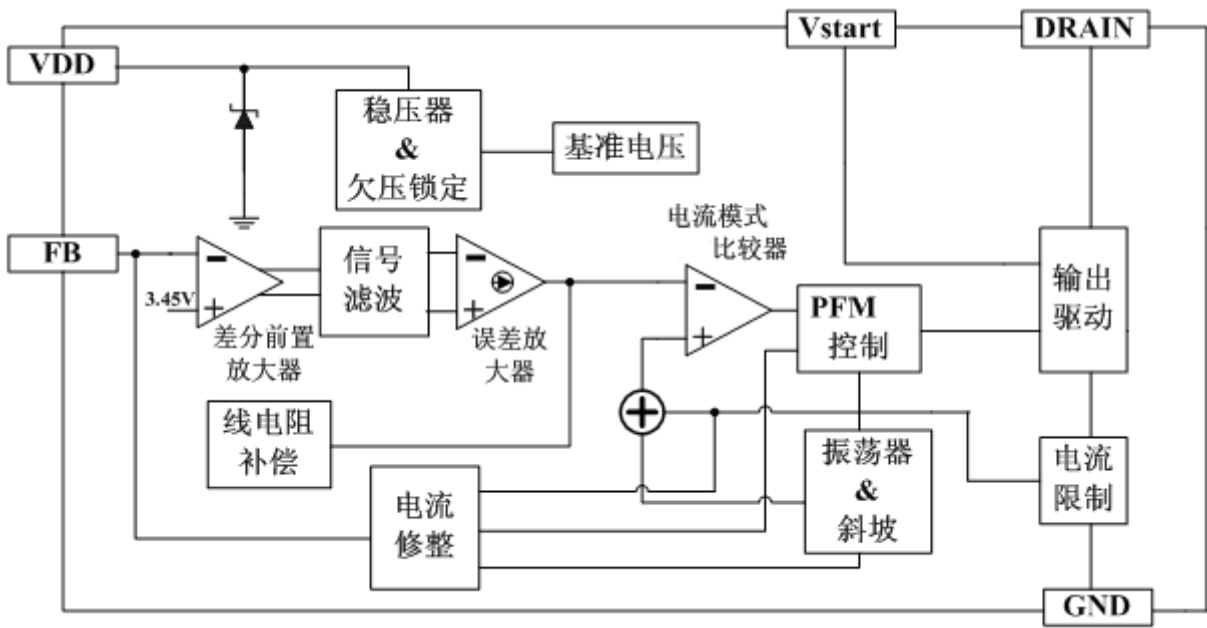 Vstart
DRAIN
VDD
稳压器
&
欠压锁定
基准电压
FB
3.45V
差分前置
放大器
信号
滤波
误差放
大器
电流模式
比较器
PFM
控制
输出
驱动
线电阻
补偿
电流
修整
振荡器
&
斜坡
电流
限制
GND